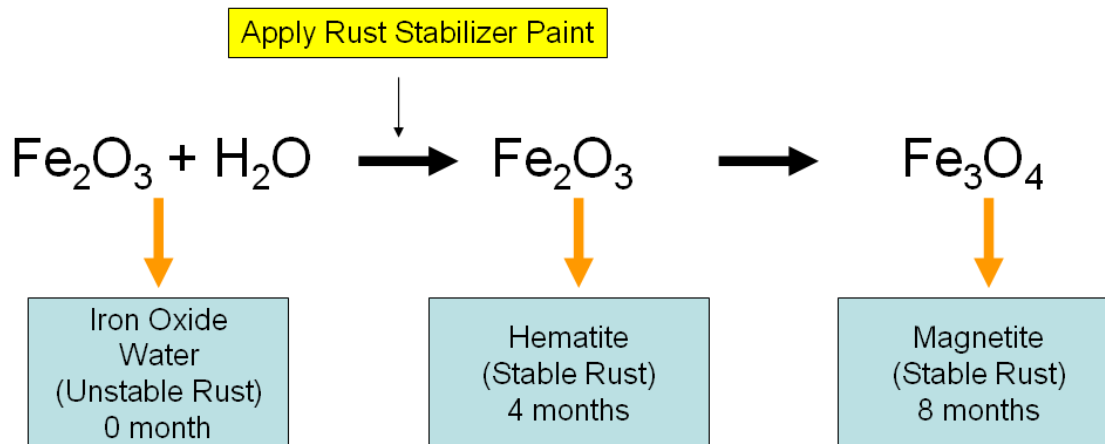 Apply Rust Stabilizer Paint
Fe₂O₃ + H₂O
Fe₂O₃
Fe₃O₄
Iron Oxide
Water
(Unstable Rust)
0 month
Hematite
(Stable Rust)
4 months
Magnetite
(Stable Rust)
8 months